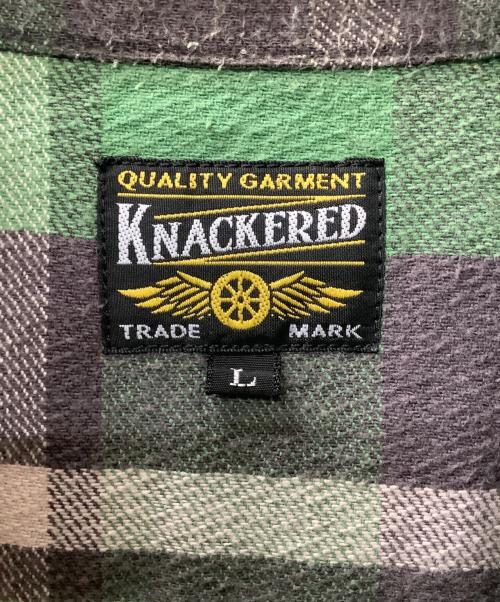 QUALITY GARMENT
KNACKERED
TRADE MARK
L